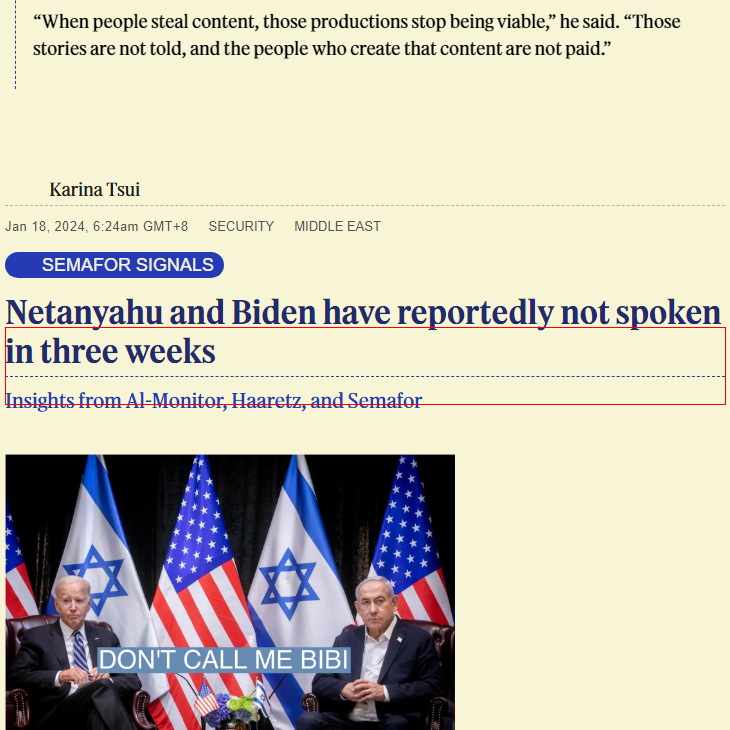 “When people steal content, those productions stop being viable,” he said. “Those
stories are not told, and the people who create that content are not paid.”
Karina Tsui
Jan 18, 2024, 6:24am GMT+8 SECURITY MIDDLE EAST
SEMAFOR SIGNALS
Netanyahu and Biden have reportedly not spoken
in three weeks
Insights from Al-Monitor, Haaretz, and Semafor
DON'T CALL ME BIBI